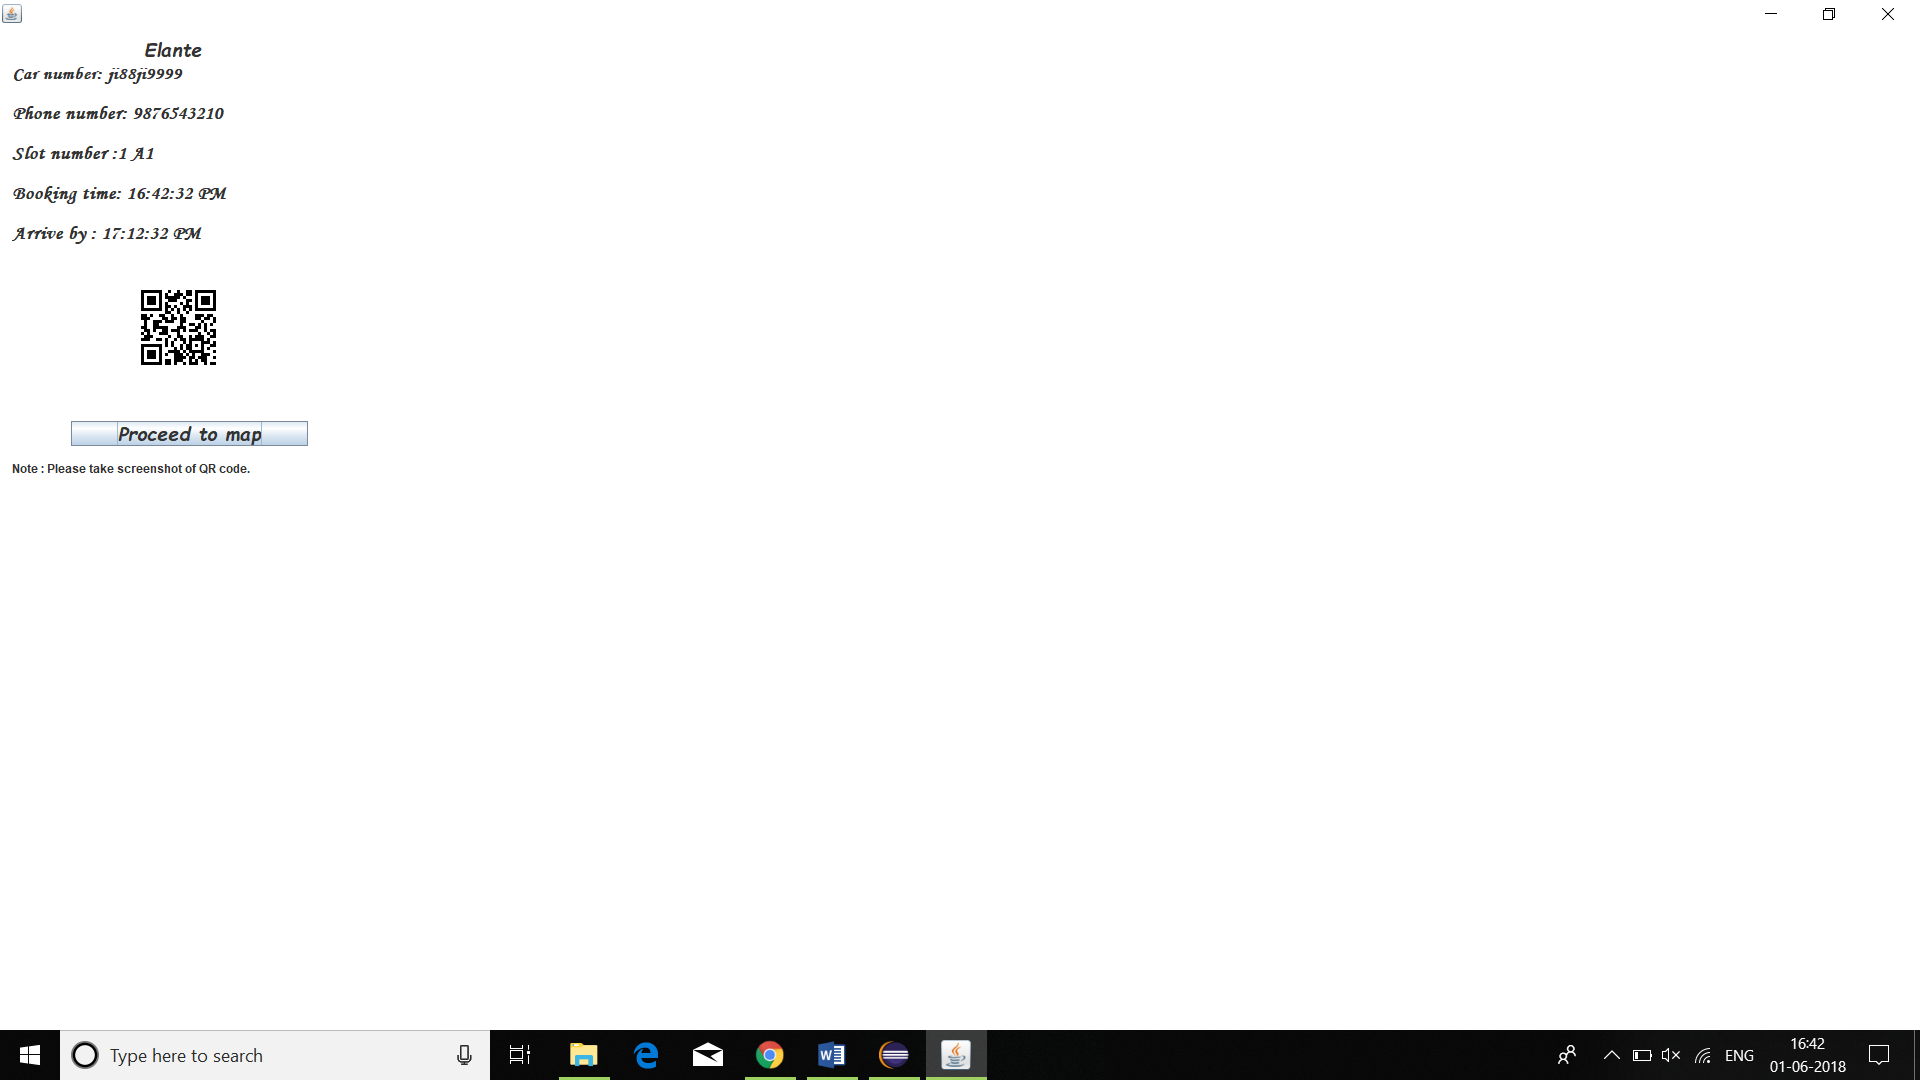 Elante
Car number: ji88ji9999
Phone number: 9876543210
Slot number :1 A1
Booking time: 16:42:32 PM
Arrive by : 17:12:32 PM
Proceed to map
Note : Please take screenshot of QR code.
Type here to search
ENG
16:42
01-06-2018